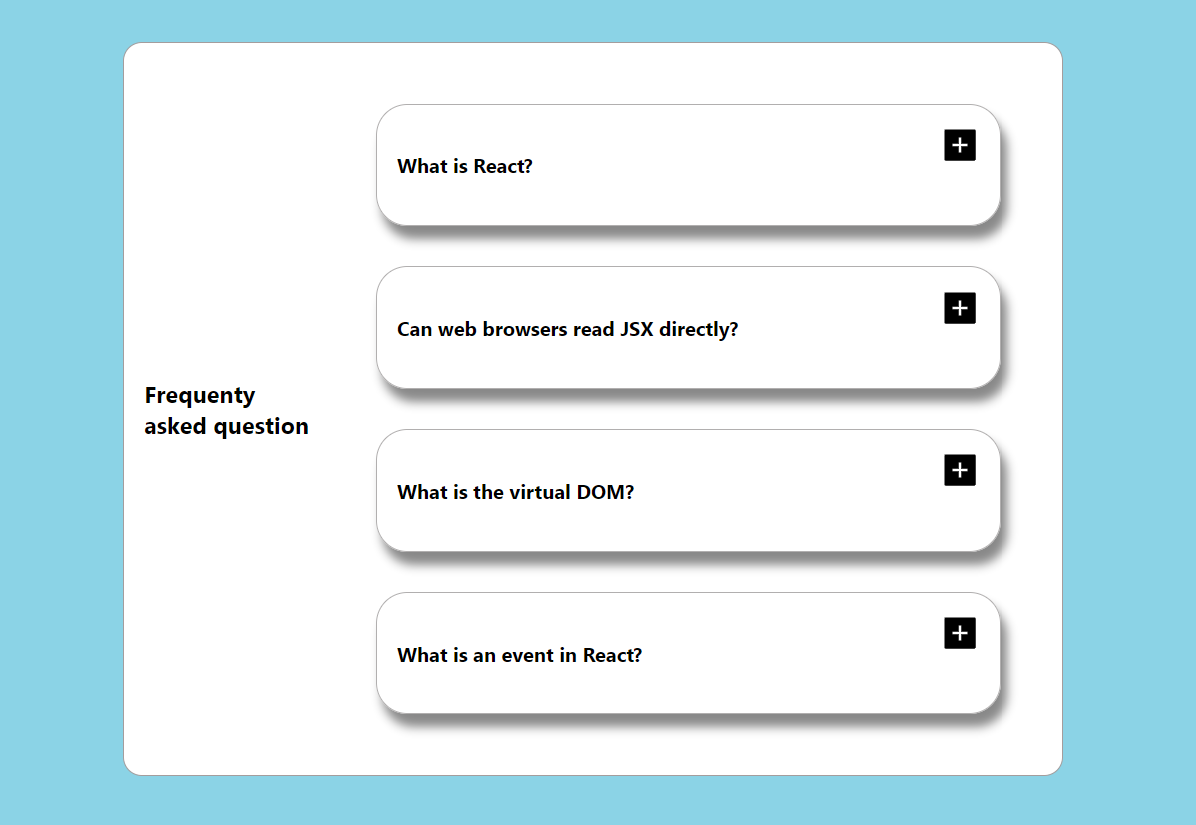 Frequenty
asked question
What is React?
Can web browsers read JSX directly?
What is the virtual DOM?
What is an event in React?